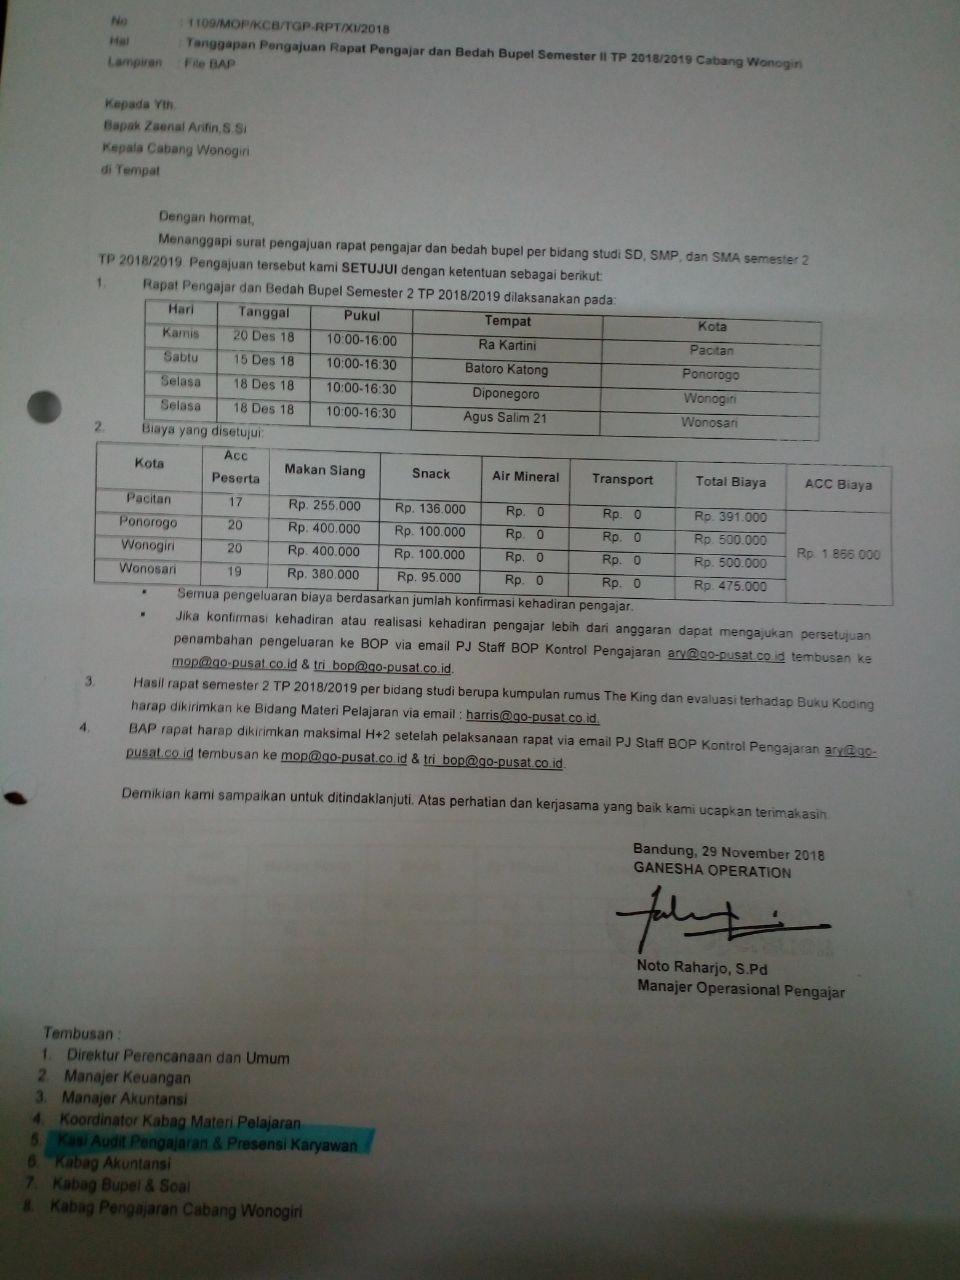 No : 1109/MOP/KCB/TGP-RPT/XI/2018
Hal : Tanggapan Pengajuan Rapat Pengajar dan Bedah Bupel Semester II TP 2018/2019 Cabang Wonogiri
Lampiran : File BAP
Kepada Yth.
Bapak Zaenal Arifin,S.Si
Kepala Cabang Wonogiri
di Tempat
Dengan hormat,
Menanggapi surat pengajuan rapat pengajar dan bedah bupel per bidang studi SD, SMP, dan SMA semester 2
TP 2018/2019. Pengajuan tersebut kami SETUJUI dengan ketentuan sebagai berikut:
1. Rapat Pengajar dan Bedah Bupel Semester 2 TP 2018/2019 dilaksanakan pada:
Hari Tanggal Pukul Tempat Kota
Kamis 20 Des 18 10:00-16:00 Ra Kartini Pacitan
Sabtu 15 Des 18 10:00-16:30 Batoro Katong Ponorogo
Selasa 18 Des 18 10:00-16:30 Diponegoro Wonogiri
Selasa 18 Des 18 10:00-16:30 Agus Salim 21 Wonosari
2. Biaya yang disetujui:
Kota Acc Peserta Makan Siang Snack Air Mineral Transport Total Biaya ACC Biaya
Pacitan 17 Rp. 255.000 Rp. 136.000 Rp. 0 Rp. 0 Rp. 391.000
Ponorogo 20 Rp. 400.000 Rp. 100.000 Rp. 0 Rp. 0 Rp. 500.000
Wonogiri 20 Rp. 400.000 Rp. 100.000 Rp. 0 Rp. 0 Rp. 500.000 Rp. 1.866.000
Wonosari 19 Rp. 380.000 Rp. 95.000 Rp. 0 Rp. 0 Rp. 475.000
▪ Semua pengeluaran biaya berdasarkan jumlah konfirmasi kehadiran pengajar.
▪ Jika konfirmasi kehadiran atau realisasi kehadiran pengajar lebih dari anggaran dapat mengajukan persetujuan
penambahan pengeluaran ke BOP via email PJ Staff BOP Kontrol Pengajaran ary@go-pusat.co.id tembusan ke
mop@go-pusat.co.id & tri_bop@go-pusat.co.id.
3. Hasil rapat semester 2 TP 2018/2019 per bidang studi berupa kumpulan rumus The King dan evaluasi terhadap Buku Koding
harap dikirimkan ke Bidang Materi Pelajaran via email : harris@go-pusat.co.id.
4. BAP rapat harap dikirimkan maksimal H+2 setelah pelaksanaan rapat via email PJ Staff BOP Kontrol Pengajaran ary@go-
pusat.co.id tembusan ke mop@go-pusat.co.id & tri_bop@go-pusat.co.id.
Demikian kami sampaikan untuk ditindaklanjuti. Atas perhatian dan kerjasama yang baik kami ucapkan terimakasih.
Bandung, 29 November 2018
GANESHA OPERATION
Noto Raharjo, S.Pd
Manajer Operasional Pengajar
Tembusan :
1. Direktur Perencanaan dan Umum
2. Manajer Keuangan
3. Manajer Akuntansi
4. Koordinator Kabag Materi Pelajaran
5. Kasi Audit Pengajaran & Presensi Karyawan
6. Kabag Akuntansi
7. Kabag Bupel & Soal
8. Kabag Pengajaran Cabang Wonogiri